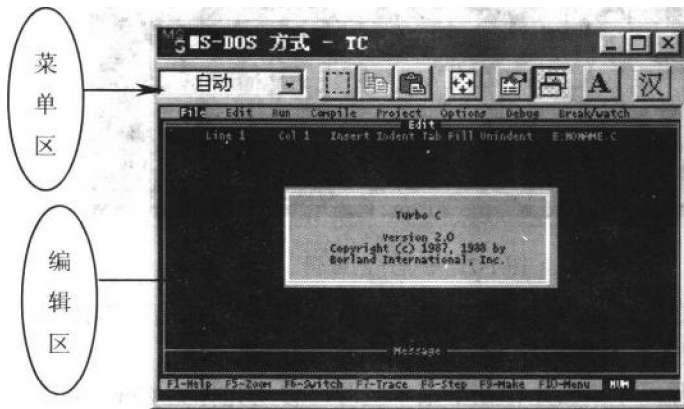 菜单区
编辑区
MS-DOS 方式 - TC
自动
A
汉
File Edit Run Compile Project Options Debug Break/watch
Edit
Line 1 Col 1 Insert Indent Tab Fill Unindent E:NONAME.C
Turbo C
Version 2.0
Copyright (c) 1987, 1988 by
Borland International, Inc.
Message
F1-Help F5-Zoom F6-Switch F7-Trace F8-Step F9-Make F10-Menu NUM